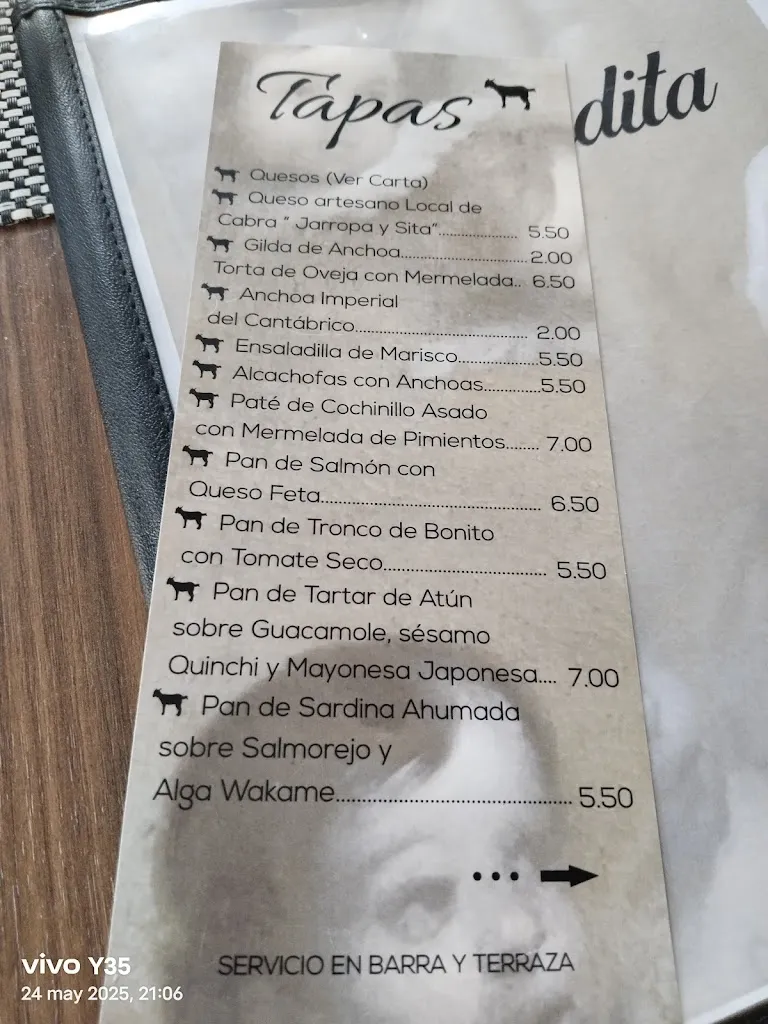 Tapas
dita
Quesos (Ver Carta)
Queso artesano Local de
Cabra " Jarropa y Sita"................... 5.50
Gilda de Anchoa...............................2.00
Torta de Oveja con Mermelada.. 6.50
Anchoa Imperial
del Cantábrico......................................... 2.00
Ensaladilla de Marisco...................5.50
Alcachofas con Anchoas.............5.50
Paté de Cochinillo Asado
con Mermelada de Pimientos........ 7.00
Pan de Salmón con
Queso Feta.................................................... 6.50
Pan de Tronco de Bonito
con Tomate Seco...................................... 5.50
Pan de Tartar de Atún
sobre Guacamole, sésamo
Quinchi y Mayonesa Japonesa.... 7.00
Pan de Sardina Ahumada
sobre Salmorejo y
Alga Wakame..................................................... 5.50
...
SERVICIO EN BARRA Y TERRAZA
vivo Y35
24 may 2025, 21:06